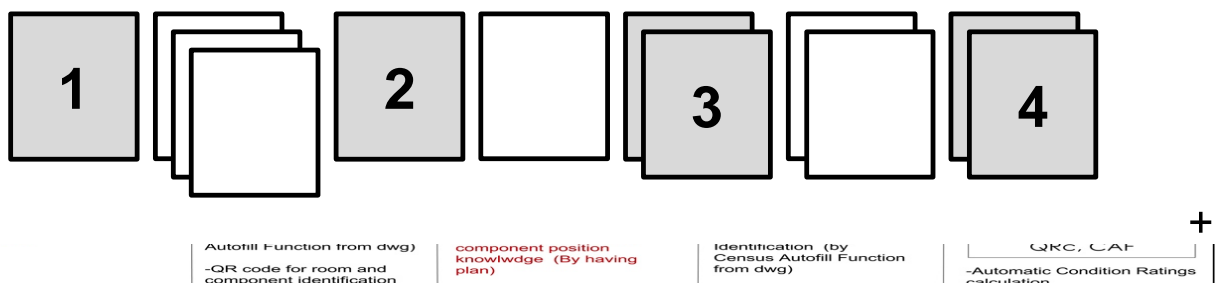 1
2
3
4
+
Autofill Function from dwg)
-QR code for room and
component identification
component position
knowlwdge (By having
plan)
Identification (by
Census Autofill Function
from dwg)
QRc, CAF
-Automatic Condition Ratings
calculation